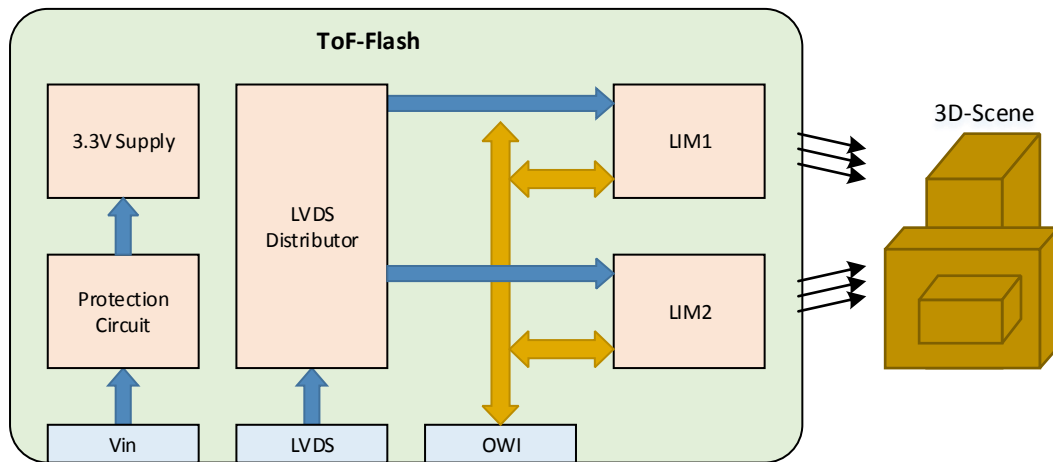 ToF-Flash
3D-Scene
3.3V Supply
LVDS
Distributor
LIM1
Protection
Circuit
LIM2
Vin
LVDS
OWI